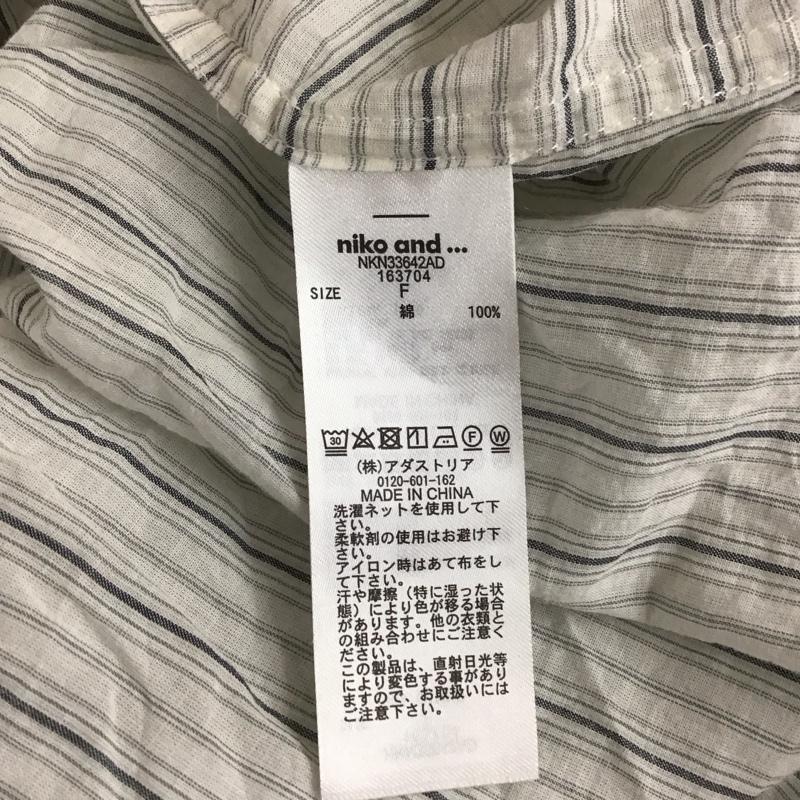 niko and ...
NKN33642AD
163704
SIZE F
綿 100%
30 F W
(株)アダストリア
0120-601-162
MADE IN CHINA
洗濯ネットを使用して下
さい。
柔軟剤の使用はお避け下
さい。
アイロン時はあて布をし
て下さい。
汗や摩擦（特に湿った状
態）により色が移る場合
があります。他の衣類と
の組み合わせにご注意く
ださい。
この製品は、直射日光等
により変色する事があり
ますので、お取扱いには
ご注意下さい。